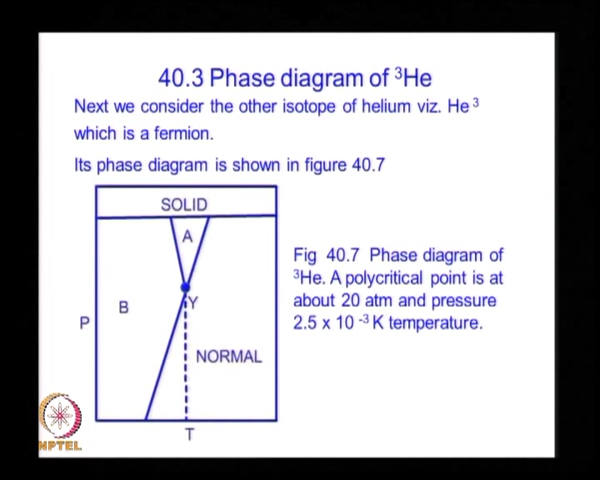 40.3 Phase diagram of ³He
Next we consider the other isotope of helium viz. He ³
which is a fermion.
Its phase diagram is shown in figure 40.7
SOLID
A
B
Y
P
NORMAL
T
Fig 40.7 Phase diagram of
³He. A polycritical point is at
about 20 atm and pressure
2.5 x 10 ⁻³ K temperature.
NPTEL